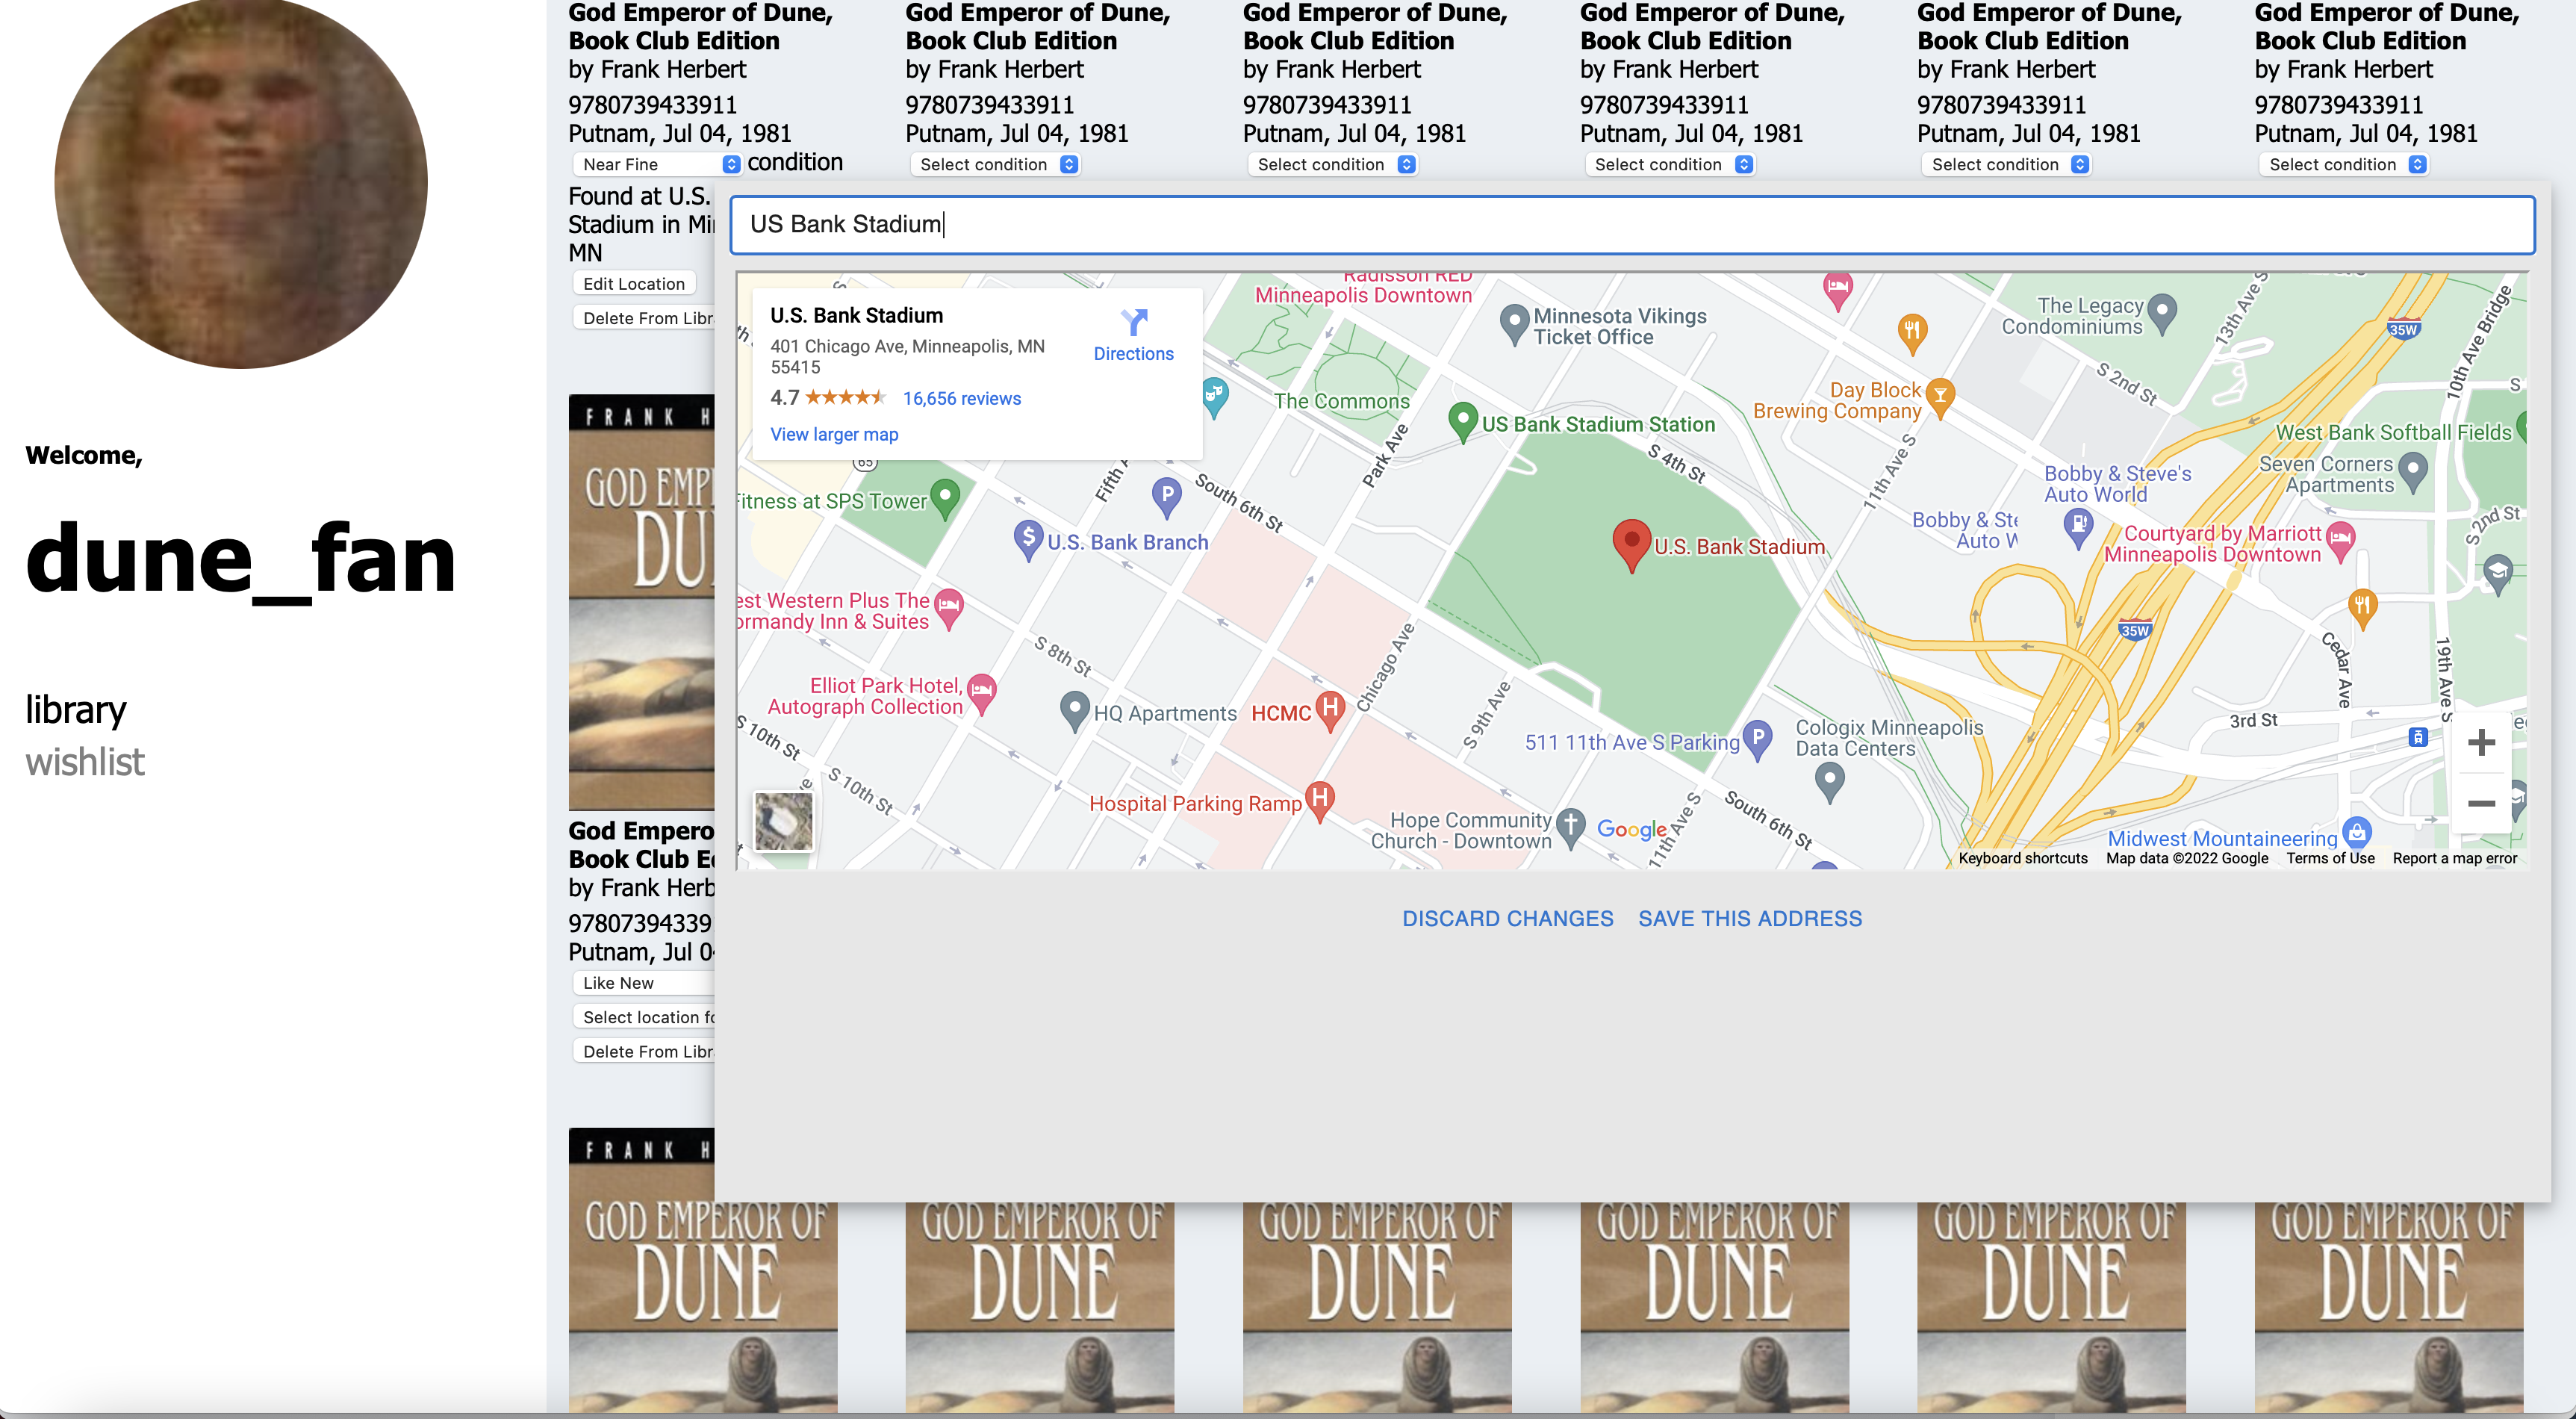 Welcome,
dune_fan
library
wishlist
God Emperor of Dune,
Book Club Edition
by Frank Herbert
9780739433911
Putnam, Jul 04, 1981
Near Fine condition
Found at U.S.
Stadium in
MN
Edit Location
Delete From
God Emperor of Dune,
Book Club Edition
by Frank Herbert
9780739433911
Putnam, Jul 04, 1981
Select condition
God Emperor of Dune,
Book Club Edition
by Frank Herbert
9780739433911
Putnam, Jul 04, 1981
Select condition
God Emperor of Dune,
Book Club Edition
by Frank Herbert
9780739433911
Putnam, Jul 04, 1981
Select condition
God Emperor of Dune,
Book Club Edition
by Frank Herbert
9780739433911
Putnam, Jul 04, 1981
Select condition
God Emperor of Dune,
Book Club Edition
by Frank Herbert
9780739433911
Putnam, Jul 04, 1981
Select condition
US Bank Stadium
U.S. Bank Stadium
401 Chicago Ave, Minneapolis, MN
55415
4.7 16,656 reviews
View larger map
Directions
Radisson RED
Minneapolis Downtown
Minnesota Vikings
Ticket Office
The Legacy
Condominiums
13th Ave S
35W
10th Ave Bridge
S 2nd St
The Commons
US Bank Stadium Station
Day Block
Brewing Company
West Bank Softball Fields
Park Ave
S 4th St
11th Ave S
Bobby & Steve's
Auto World
Seven Corners
Apartments
65
Fitness at SPS Tower
Fifth
P
South 6th St
$
U.S. Bank Branch
U.S. Bank Stadium
Bobby &
Auto
Courtyard by Marriott
Minneapolis Downtown
S 2nd St
Western Plus The
Inn & Suites
35W
S 8th St
Chicago Ave
Cedar Ave
19th Ave S
Elliot Park Hotel,
Autograph Collection
HQ Apartments
HCMC
H
S 9th Ave
511 11th Ave S Parking
P
Cologix Minneapolis
Data Centers
3rd St
S 10th St
S 10th St
Hospital Parking Ramp
H
Hope Community
Church - Downtown
Google
11th Ave S
South 6th St
Midwest Mountaineering
Keyboard shortcuts Map data ©2022 Google Terms of Use Report a map error
DISCARD CHANGES SAVE THIS ADDRESS
FRANK H
GOD EMP
DU
God Empero
Book Club
by Frank Herb
97807394339
Putnam, Jul
Like New
Select location
Delete From
FRANK H
GOD EMPEROR OF
DUNE
GOD EMPEROR OF
DUNE
GOD EMPEROR OF
DUNE
GOD EMPEROR OF
DUNE
GOD EMPEROR OF
DUNE
GOD EMPEROR OF
DUNE